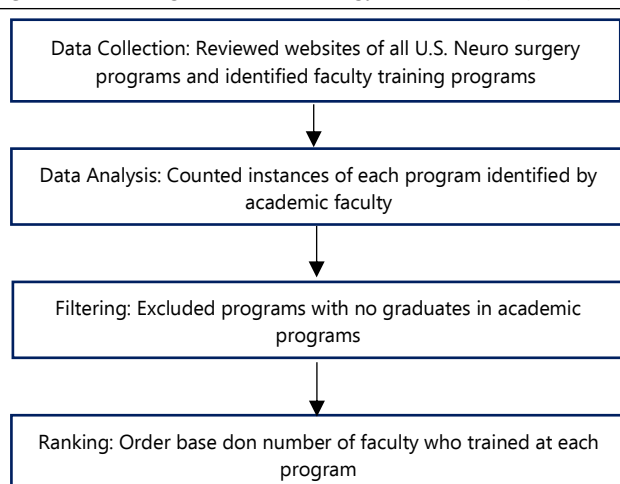 Data Collection: Reviewed websites of all U.S. Neuro surgery
programs and identified faculty training programs
Data Analysis: Counted instances of each program identified by
academic faculty
Filtering: Excluded programs with no graduates in academic
programs
Ranking: Order base don number of faculty who trained at each
program